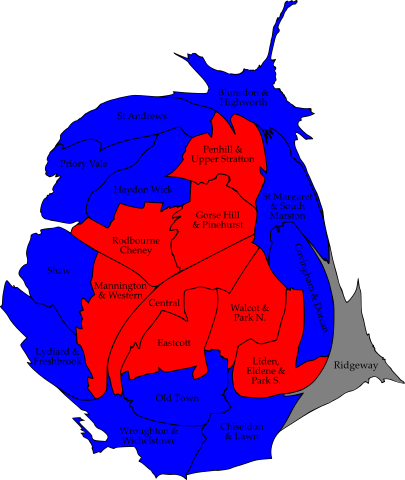 Blunsdon &
Highworth
St Andrews
Penhill &
Upper Stratton
Priory Vale
Haydon Wick
St Margaret
& South
Marston
Gorse Hill
& Pinehurst
Rodbourne
Cheney
Covingham & Dorcan
Shaw
Mannington
& Western
Central
Walcot &
Park N.
Eastcott
Lydiard &
Freshbrook
Liden,
Eldene &
Park S.
Ridgeway
Old Town
Wroughton &
Wichelstowe
Chiseldon
& Lawn